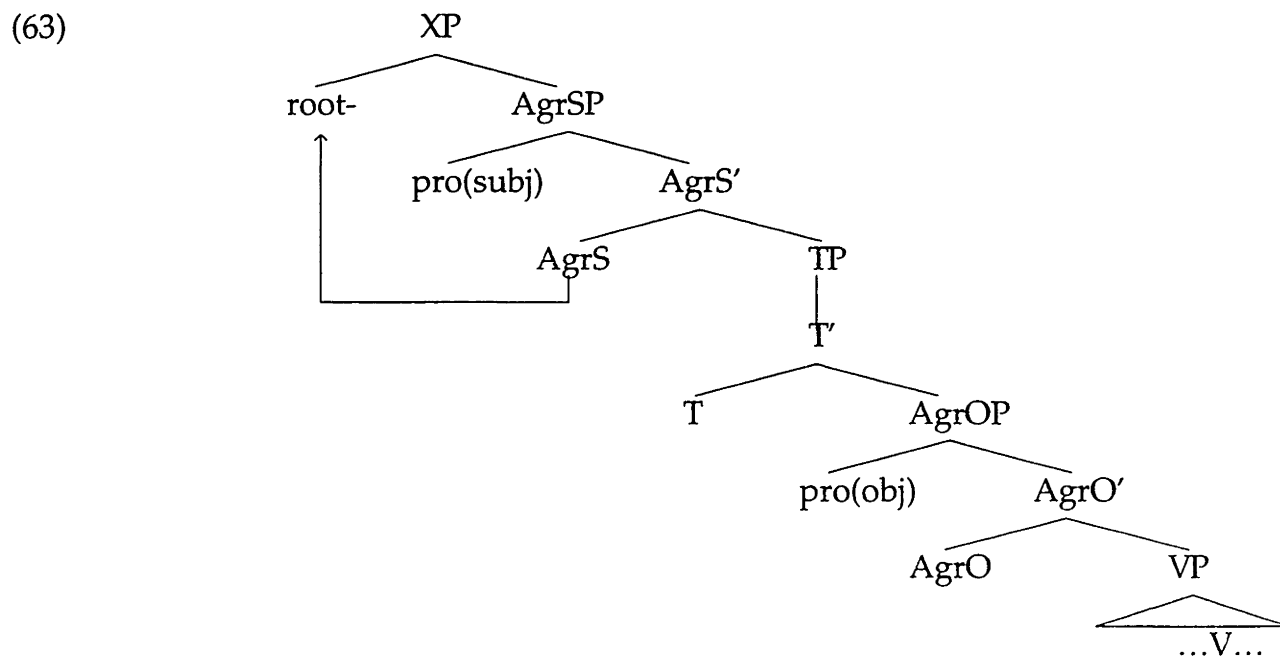 (63) XP
root- AgrSP
pro(subj) AgrS′
AgrS TP
T′
T AgrOP
pro(obj) AgrO′
AgrO VP
...V...